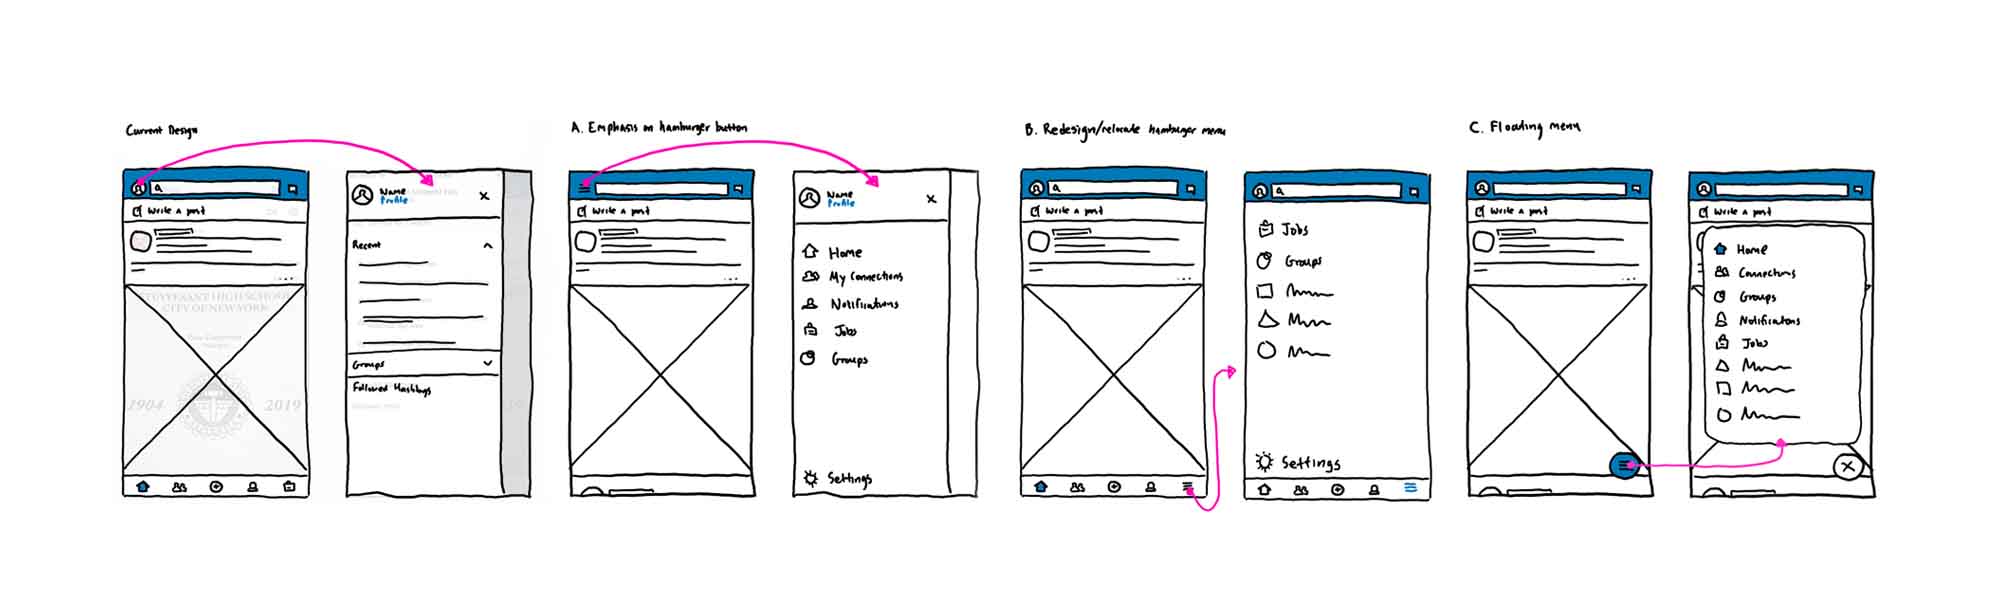 Current Design
A. Emphasis on hamburger button
B. Redesign/relocate hamburger menu
C. Floating menu
Write a post
STUYVESANT HIGH SCHOOL
CITY OF NEW YORK
1904
2019
Name
Profile
Recent
Groups
Followed Hashtags
Write a post
Name
Profile
Home
My Connections
Notifications
Jobs
Groups
Settings
Write a post
Jobs
Groups
Settings
Write a post
Write a post
Home
Connections
Groups
Notifications
Jobs